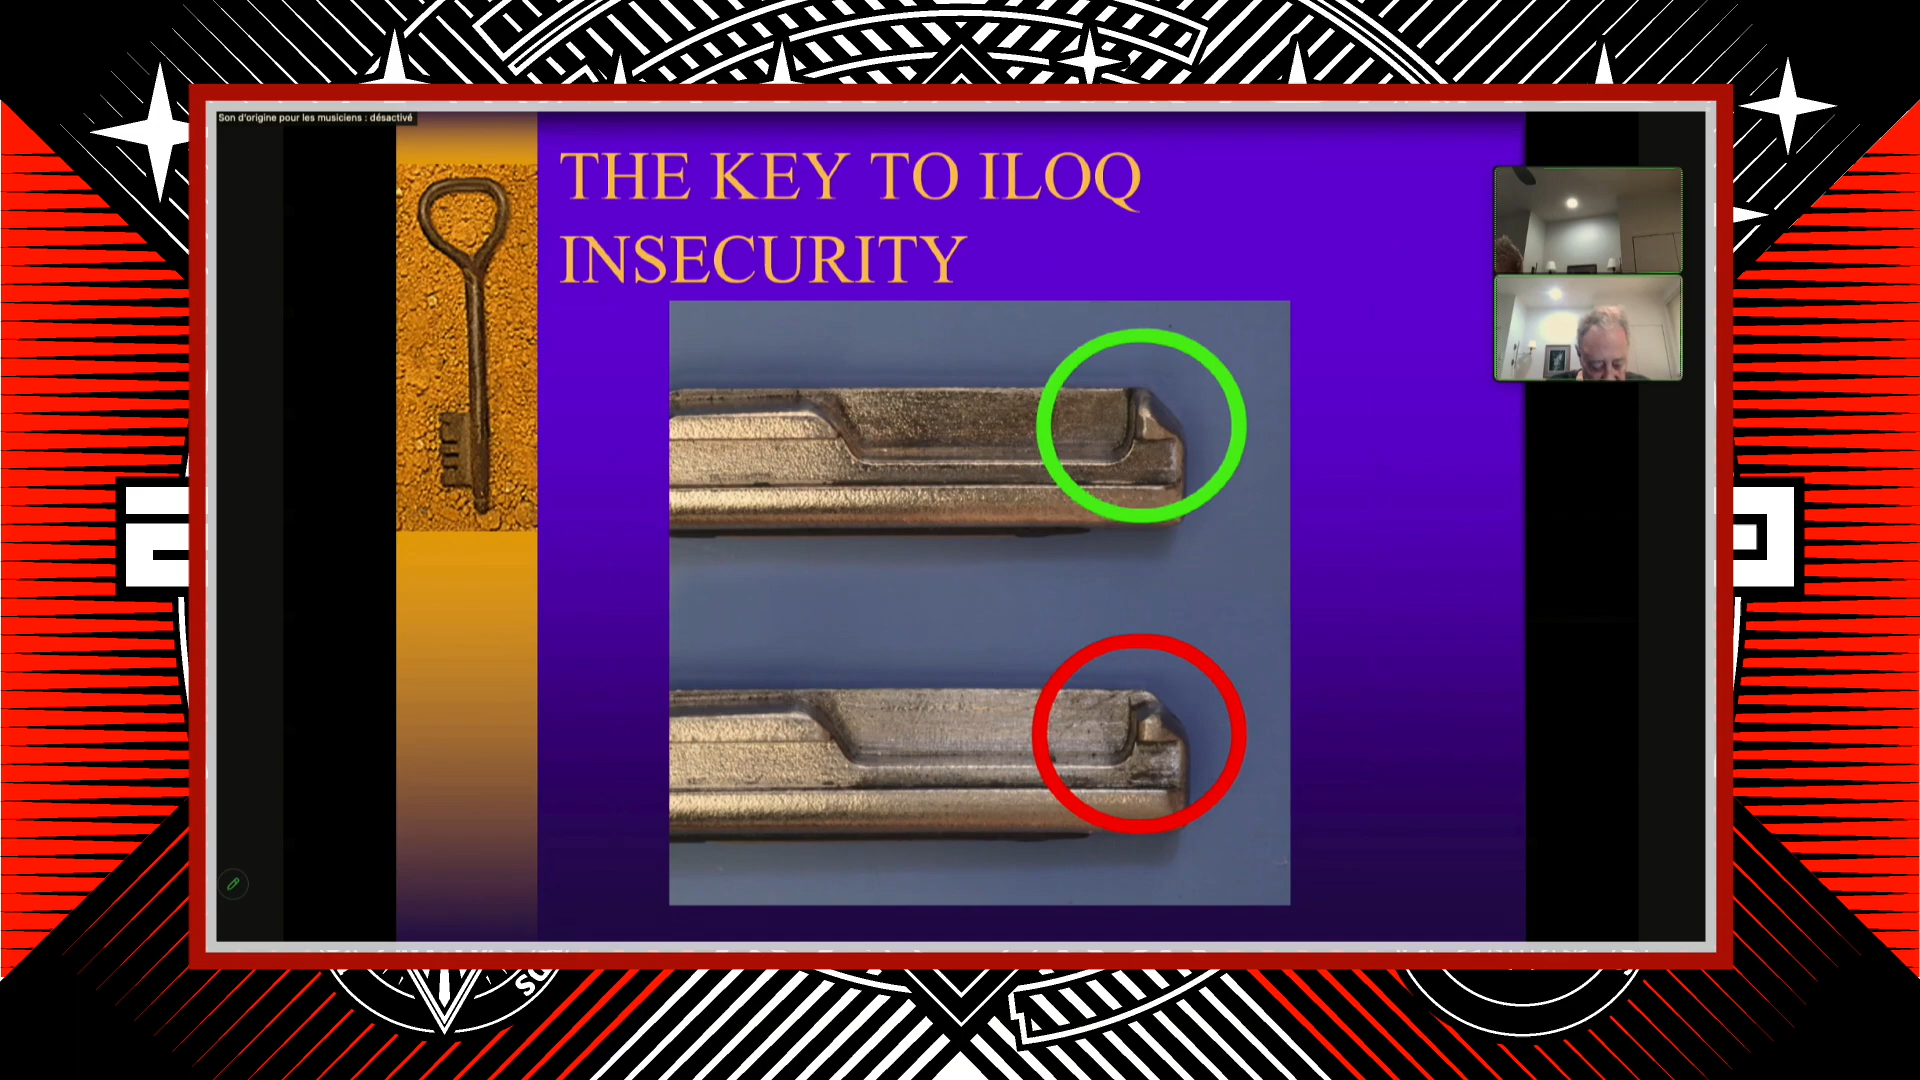 Son d'origine pour les musiciens : désactivé
THE KEY TO ILOQ
INSECURITY